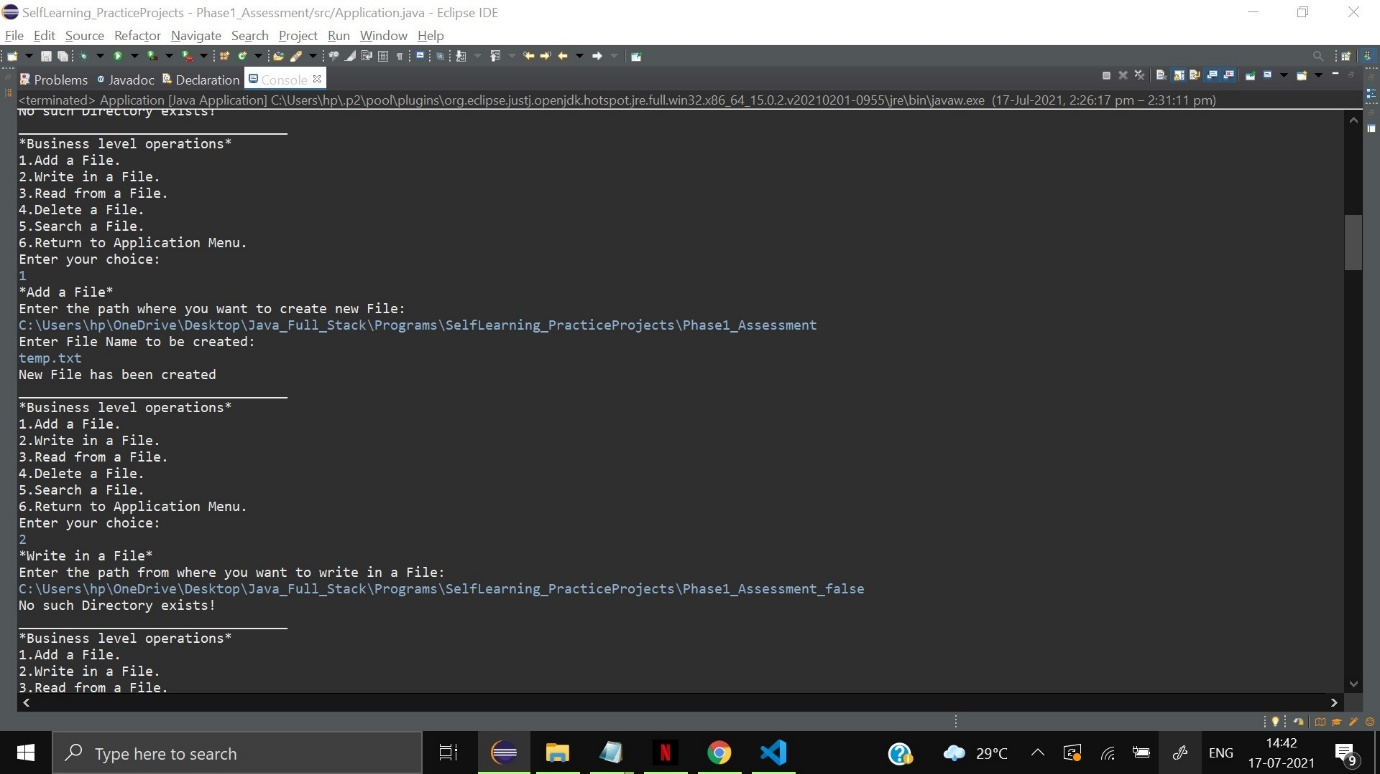 SelfLearning_PracticeProjects - Phase1_Assessment/src/Application.java - Eclipse IDE
File Edit Source Refactor Navigate Search Project Run Window Help
Problems Javadoc Declaration Console
<terminated> Application [Java Application] C:\Users\hp\.p2\pool\plugins\org.eclipse.justj.openjdk.hotspot.jre.full.win32.x86_64_15.0.2.v20210201-0955\jre\bin\javaw.exe (17-Jul-2021, 2:26:17 pm – 2:31:11 pm)
No such Directory exists!
*Business level operations*
1.Add a File.
2.Write in a File.
3.Read from a File.
4.Delete a File.
5.Search a File.
6.Return to Application Menu.
Enter your choice:
1
*Add a File*
Enter the path where you want to create new File:
C:\Users\hp\OneDrive\Desktop\Java_Full_Stack\Programs\SelfLearning_PracticeProjects\Phase1_Assessment
Enter File Name to be created:
temp.txt
New File has been created
*Business level operations*
1.Add a File.
2.Write in a File.
3.Read from a File.
4.Delete a File.
5.Search a File.
6.Return to Application Menu.
Enter your choice:
2
*Write in a File*
Enter the path from where you want to write in a File:
C:\Users\hp\OneDrive\Desktop\Java_Full_Stack\Programs\SelfLearning_PracticeProjects\Phase1_Assessment_false
No such Directory exists!
*Business level operations*
1.Add a File.
2.Write in a File.
3.Read from a File.
Type here to search
29°C
ENG
14:42
17-07-2021
9